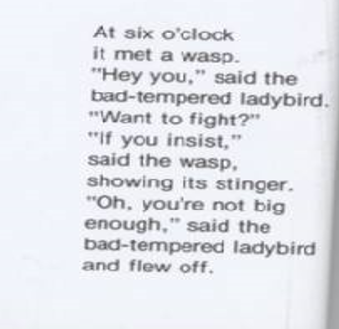 At six o'clock
it met a wasp.
"Hey you," said the
bad-tempered ladybird.
"Want to fight?"
"If you insist,"
said the wasp,
showing its stinger.
"Oh, you're not big
enough," said the
bad-tempered ladybird
and flew off.